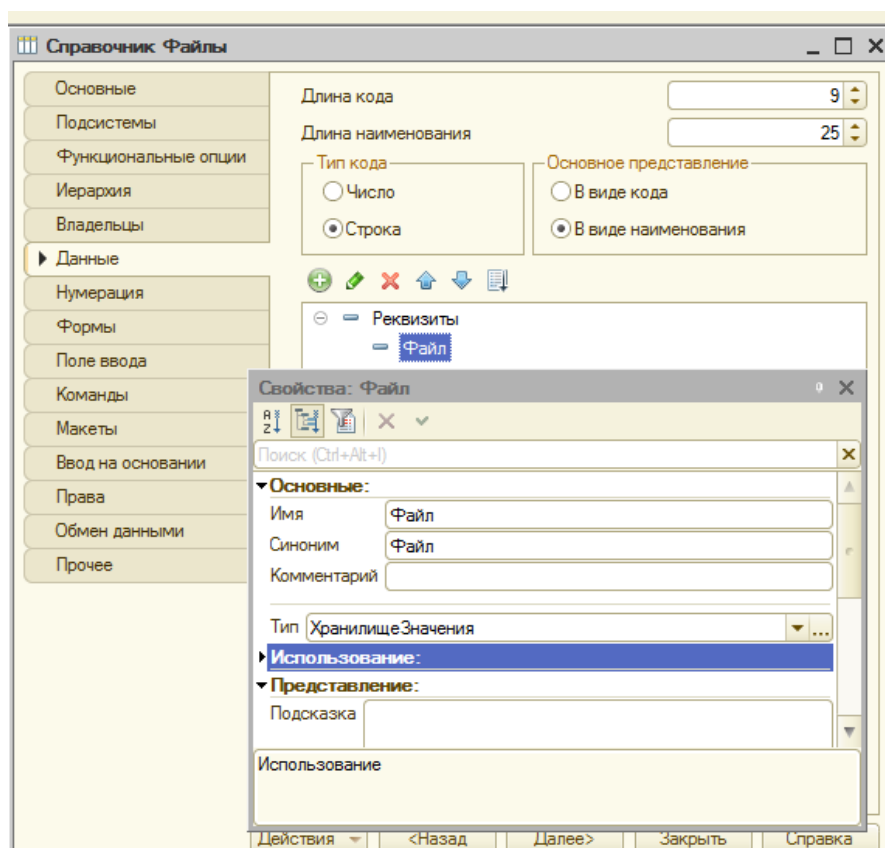 Справочник Файлы
Основные
Подсистемы
Функциональные опции
Иерархия
Владельцы
Данные
Нумерация
Формы
Поле ввода
Команды
Макеты
Ввод на основании
Права
Обмен данными
Прочее
Длина кода 9
Длина наименования 25
Тип кода
Число
Строка
Основное представление
В виде кода
В виде наименования
Реквизиты
Файл
Свойства: Файл
Поиск (Ctrl+Alt+I)
Основные:
Имя Файл
Синоним Файл
Комментарий
Тип ХранилищеЗначения ...
Использование:
Представление:
Подсказка
Использование
Действия <Назад Далее> Закрыть Справка